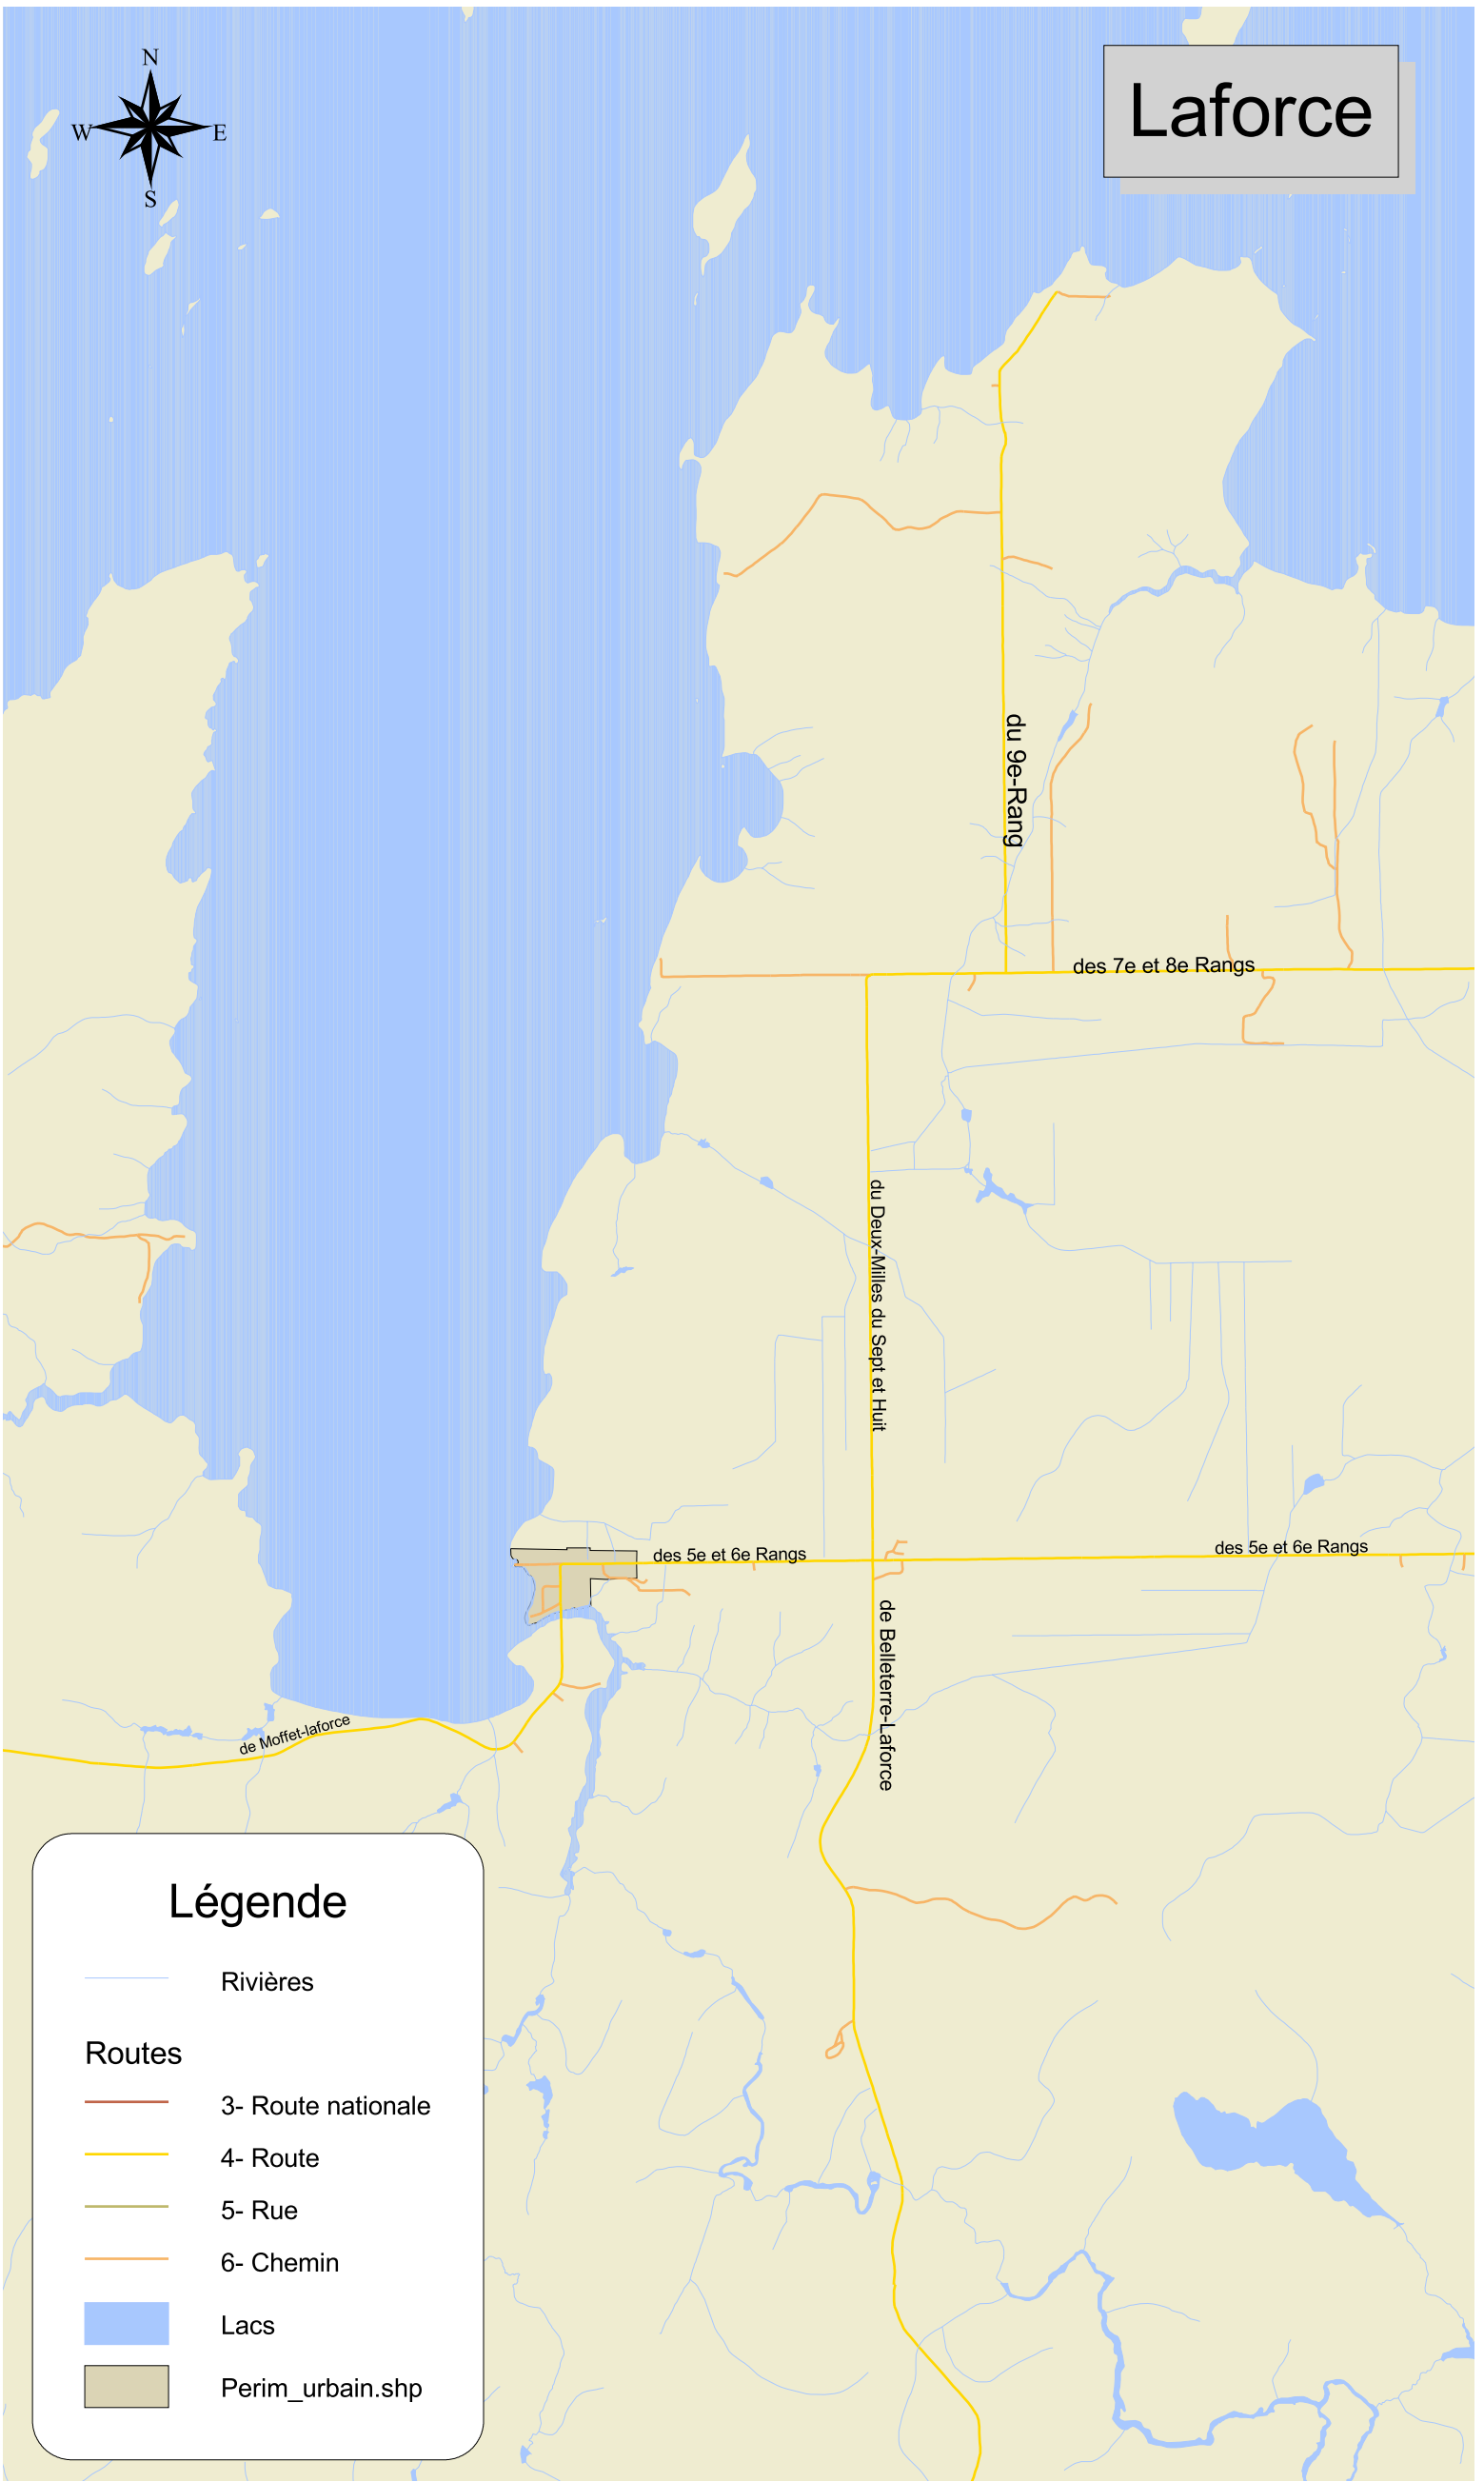 N
Laforce
W
E
S
du 9e-Rang
des 7e et 8e Rangs
du Deux-Milles du Sept et Huit
des 5e et 6e Rangs
des 5e et 6e Rangs
de Belleterre-Laforce
de Moffet-laforce
Légende
Rivières
Routes
3- Route nationale
4- Route
5- Rue
6- Chemin
Lacs
Perim_urbain.shp